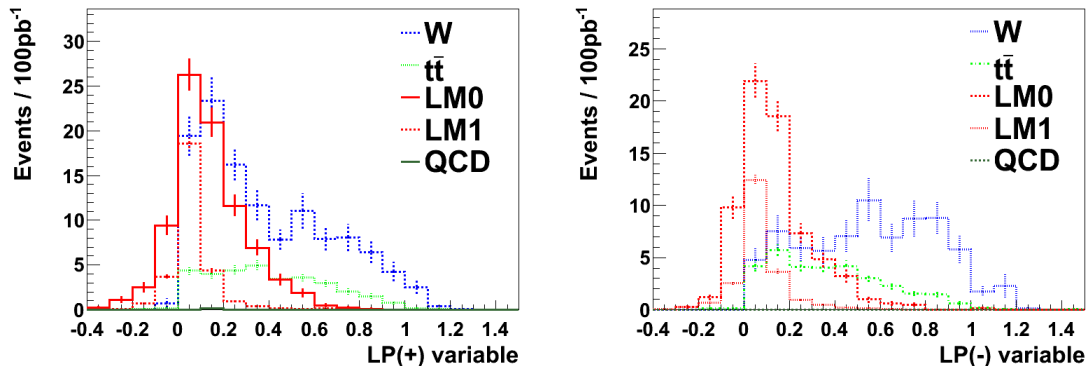 Events / 100pb⁻¹
30
25
20
15
10
5
0
W
tt̄
LM0
LM1
QCD
-0.4 -0.2 0 0.2 0.4 0.6 0.8 1 1.2 1.4
LP(+) variable
Events / 100pb⁻¹
25
20
15
10
5
0
W
tt̄
LM0
LM1
QCD
-0.4 -0.2 0 0.2 0.4 0.6 0.8 1 1.2 1.4
LP(-) variable